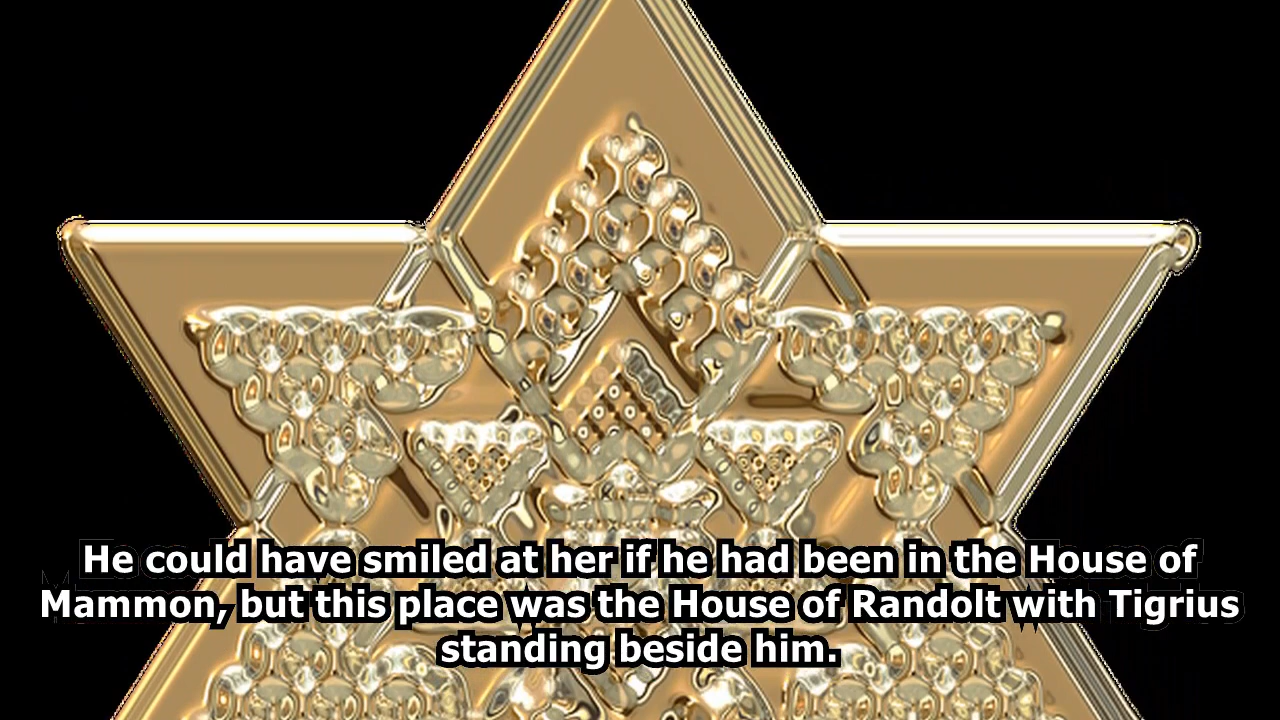 He could have smiled at her if he had been in the House of
Mammon, but this place was the House of Randolt with Tigrius
standing beside him.